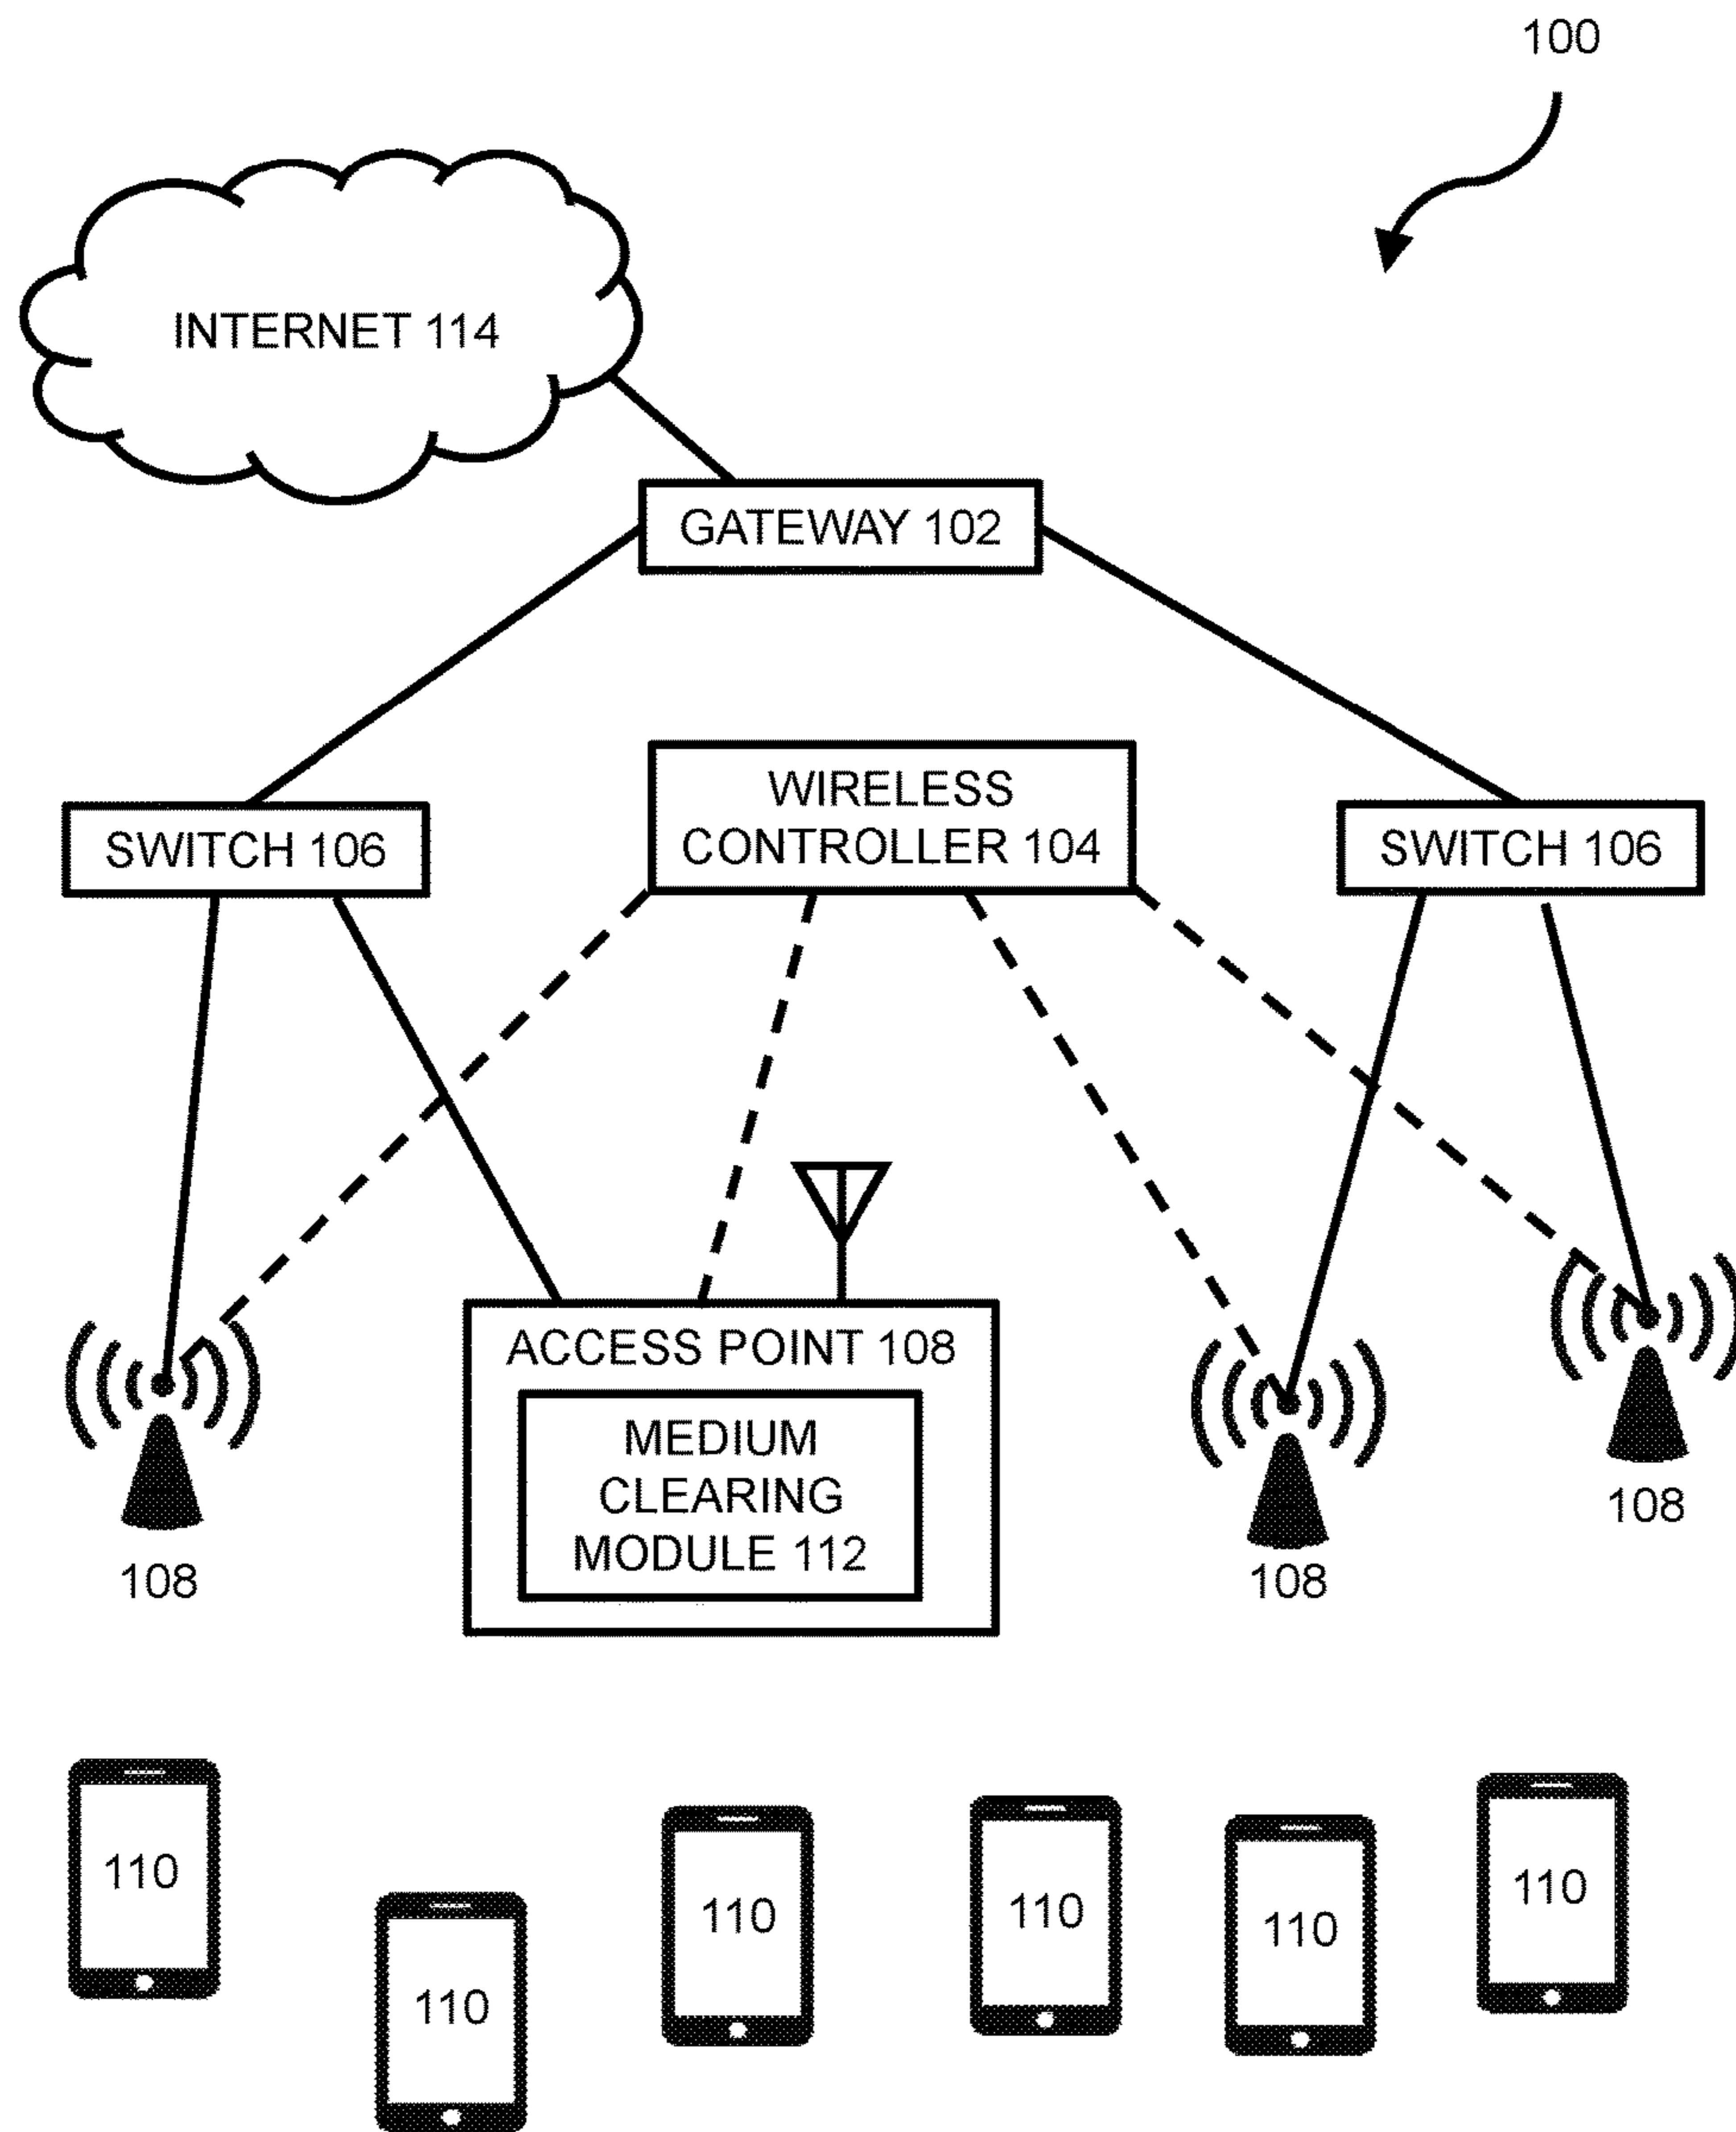 100
INTERNET 114
GATEWAY 102
WIRELESS
CONTROLLER 104
SWITCH 106
SWITCH 106
ACCESS POINT 108
MEDIUM
CLEARING
MODULE 112
108
108
108
110
110
110
110
110
110